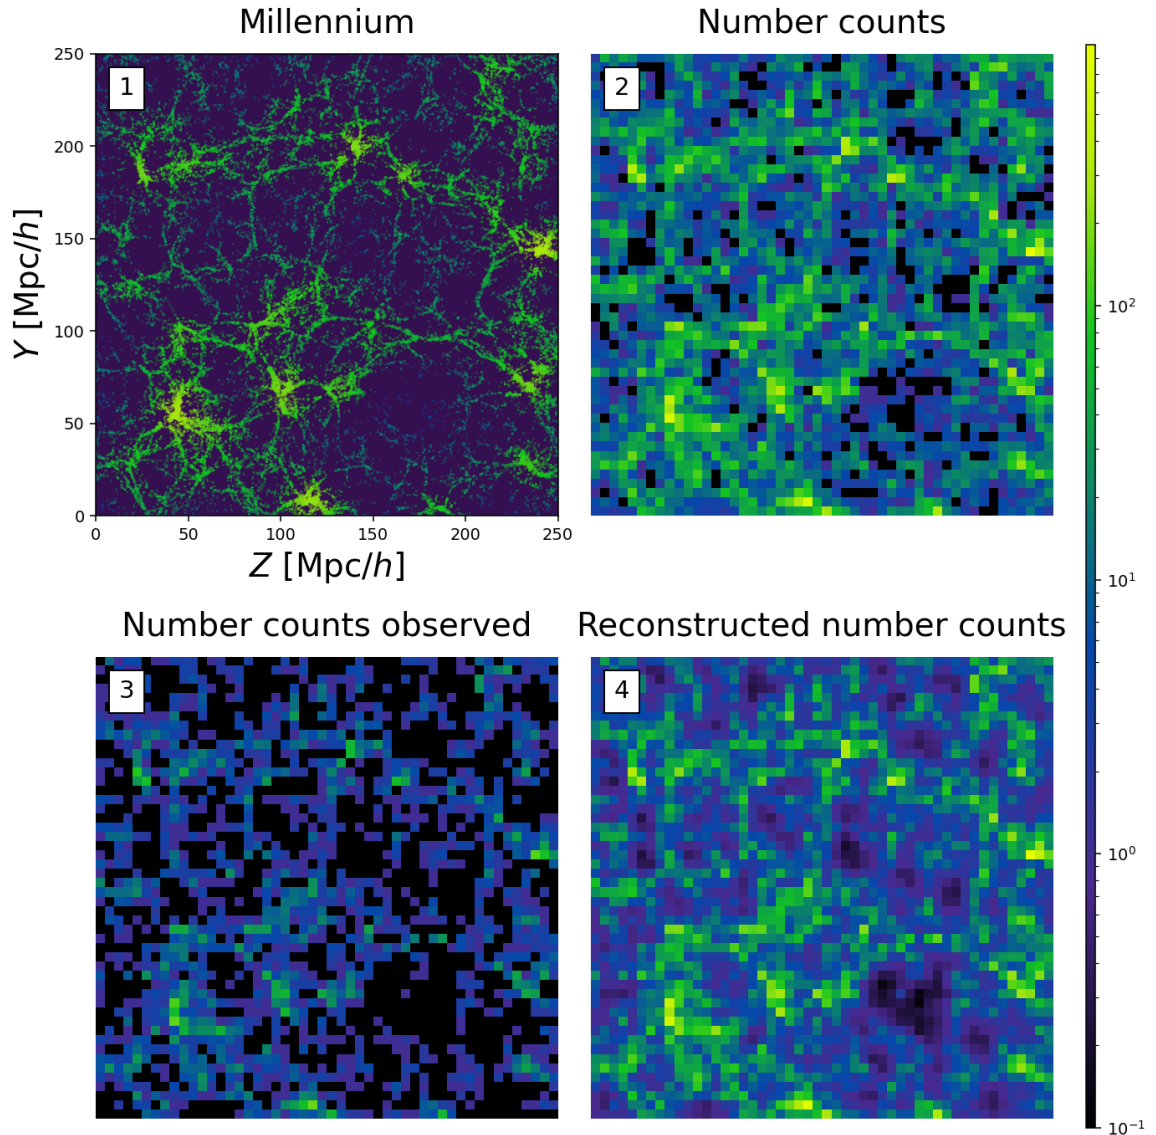 Millennium
Number counts
1
2
250
200
150
100
50
0
Y [Mpc/h]
0 50 100 150 200 250
Z [Mpc/h]
Number counts observed
Reconstructed number counts
3
4
10²
10¹
10⁰
10⁻¹